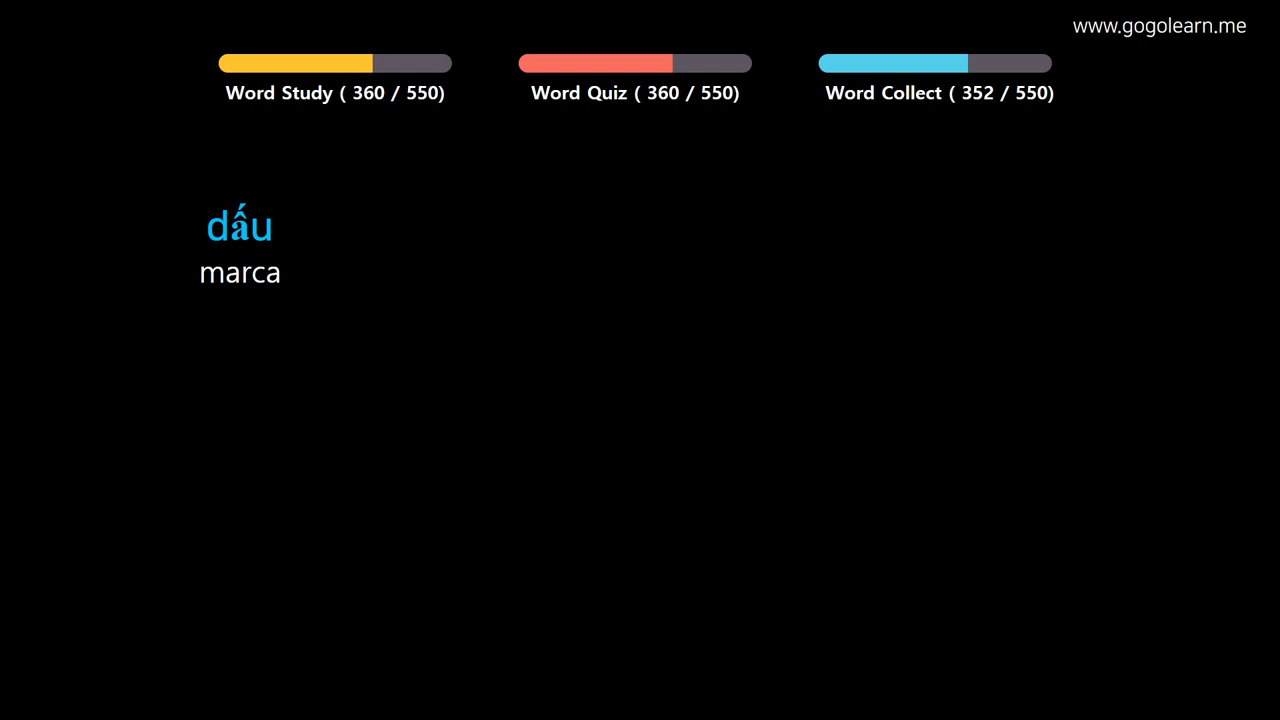 www.gogolearn.me
Word Study ( 360 / 550)
Word Quiz ( 360 / 550)
Word Collect ( 352 / 550)
dấu
marca